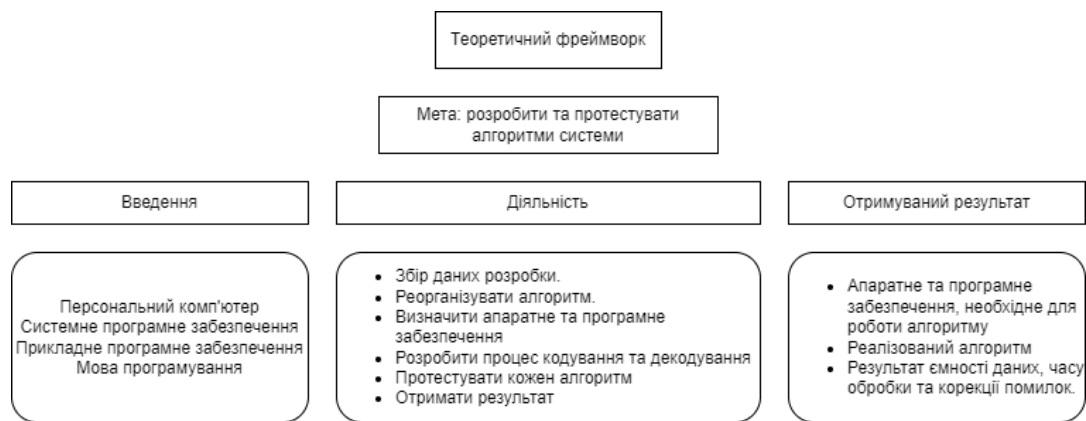 Теоретичний фреймворк
Мета: розробити та протестувати
алгоритми системи
Введення
Діяльність
Отримуваний результат
Персональний комп'ютер
Системне програмне забезпечення
Прикладне програмне забезпечення
Мова програмування
• Збір даних розробки.
• Реорганізувати алгоритм.
• Визначити апаратне та програмне
забезпечення
• Розробити процес кодування та декодування
• Протестувати кожен алгоритм
• Отримати результат
• Апаратне та програмне
забезпечення, необхідне для
роботи алгоритму
• Реалізований алгоритм
• Результат ємності даних, часу
обробки та корекції помилок.